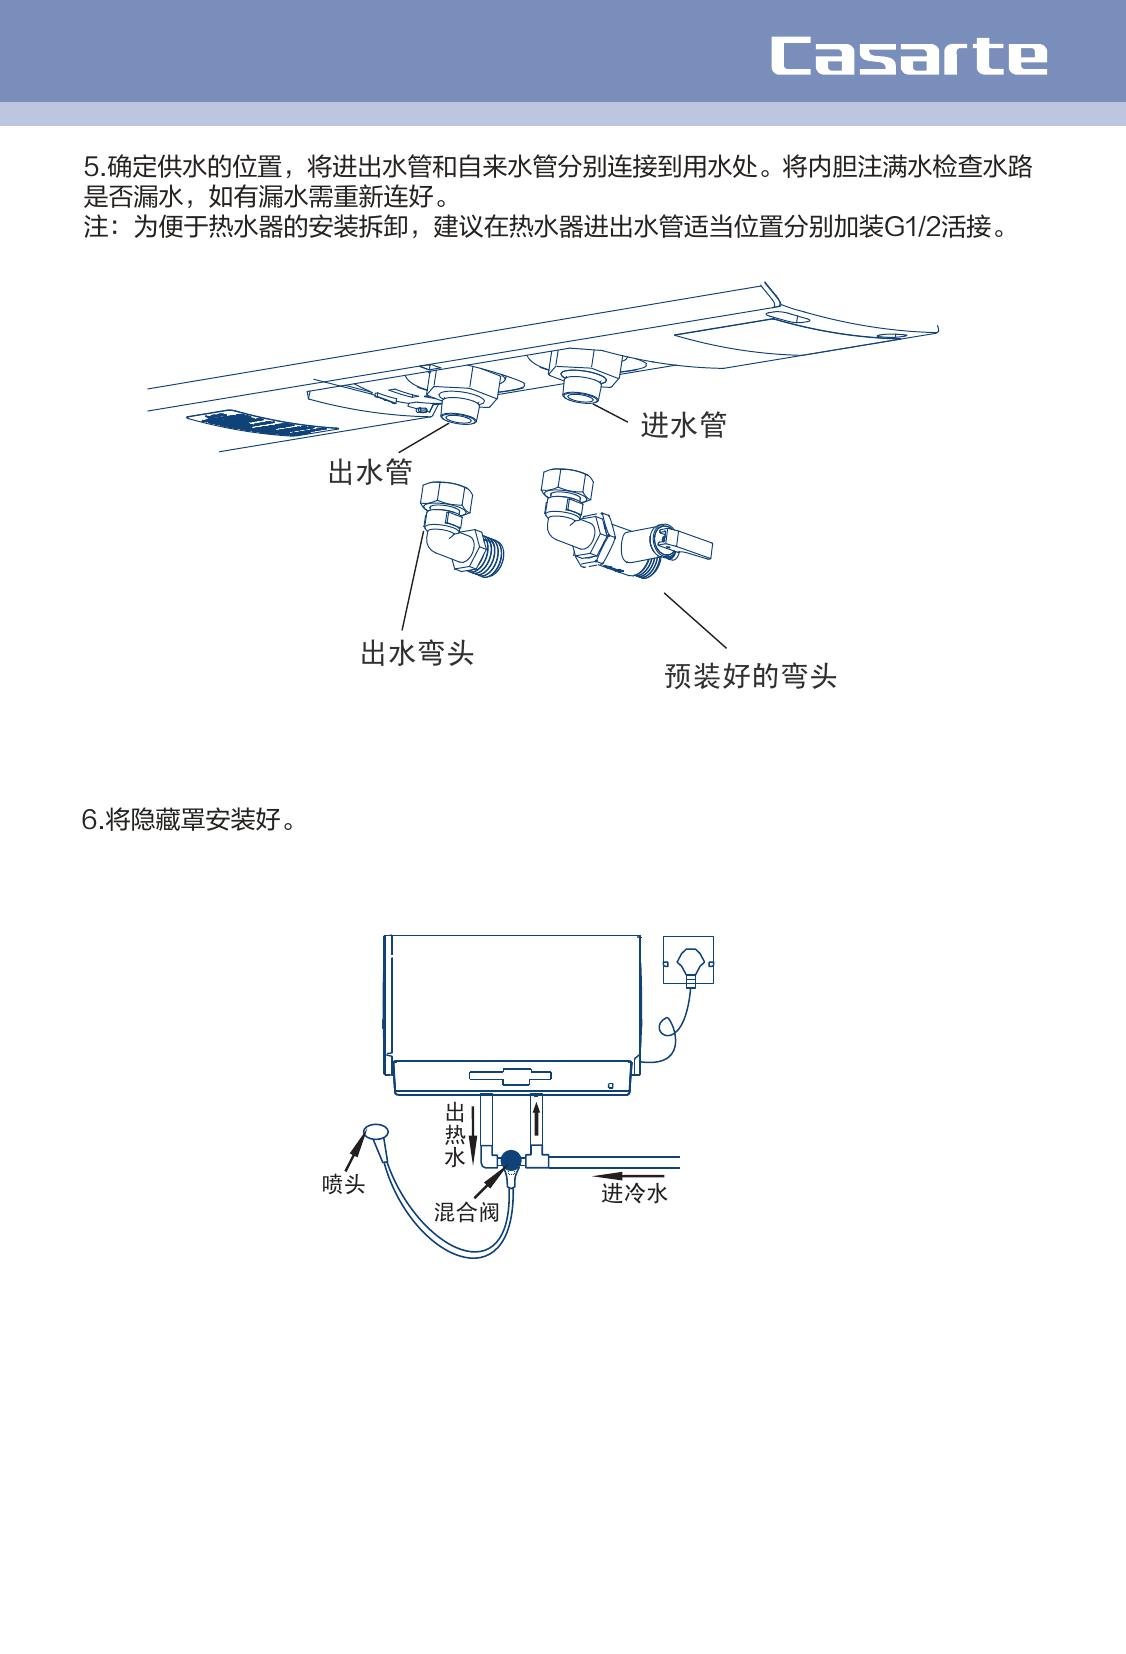 Casarte
5.确定供水的位置，将进出水管和自来水管分别连接到用水处。将内胆注满水检查水路
是否漏水，如有漏水需重新连好。
注：为便于热水器的安装拆卸，建议在热水器进出水管适当位置分别加装G1/2活接。
进水管
出水管
出水弯头
预装好的弯头
6.将隐藏罩安装好。
出
热
水
喷头
混合阀
进冷水